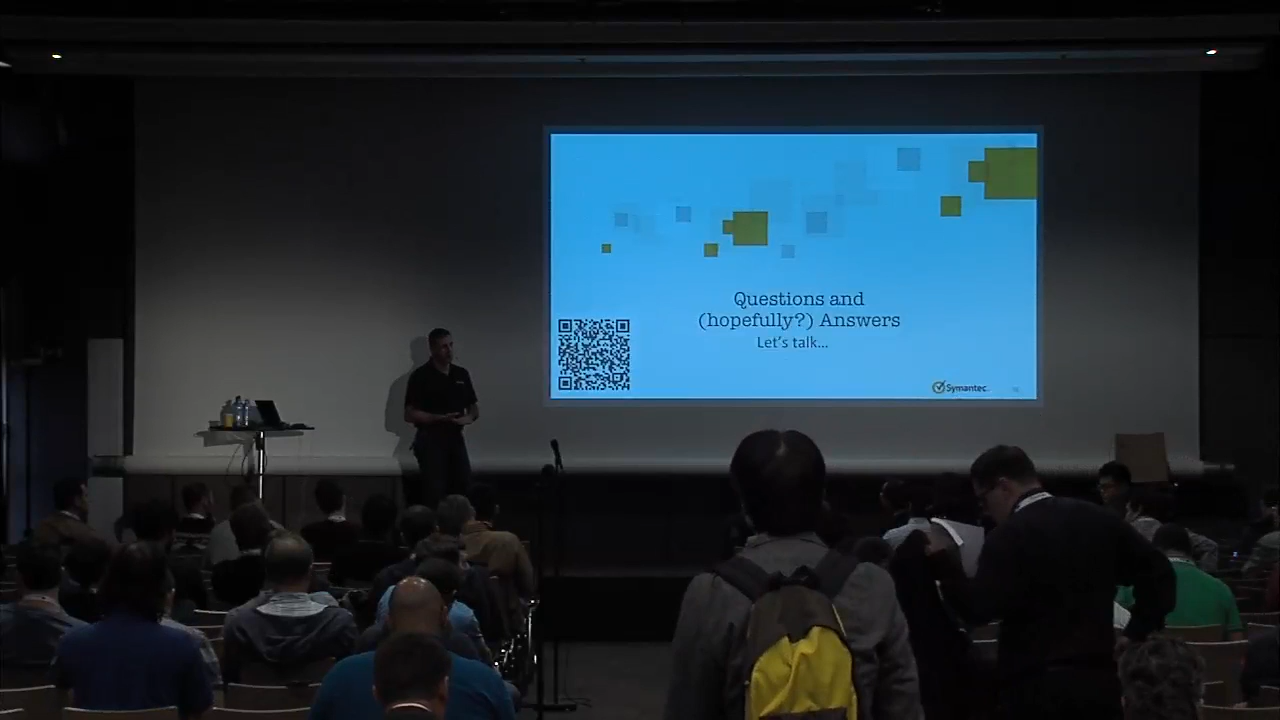 Questions and
(hopefully?) Answers
Let's talk...
Symantec